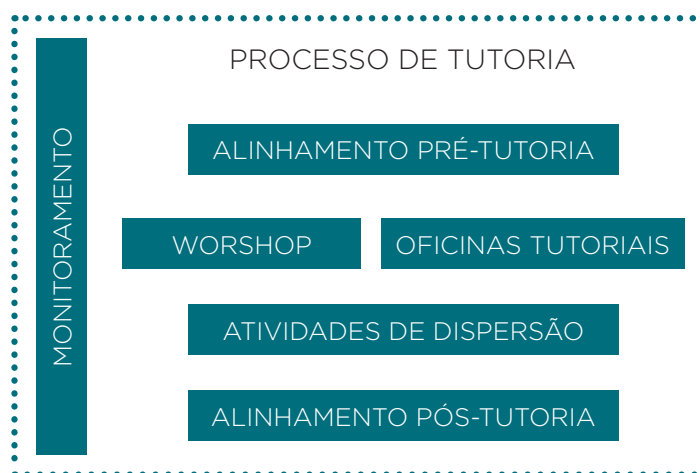 PROCESSO DE TUTORIA
MONITORAMENTO
ALINHAMENTO PRÉ-TUTORIA
WORSHOP
OFICINAS TUTORIAIS
ATIVIDADES DE DISPERSÃO
ALINHAMENTO PÓS-TUTORIA